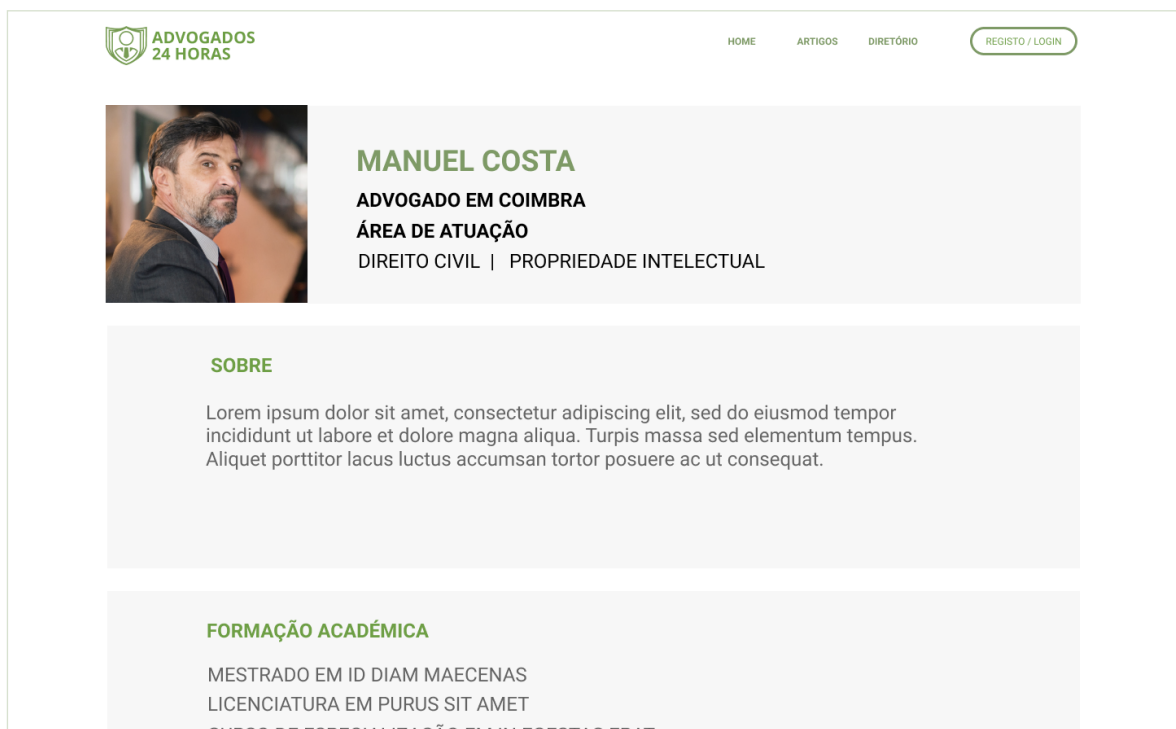 ADVOGADOS
24 HORAS
HOME ARTIGOS DIRETÓRIO REGISTO / LOGIN
MANUEL COSTA
ADVOGADO EM COIMBRA
ÁREA DE ATUAÇÃO
DIREITO CIVIL | PROPRIEDADE INTELECTUAL
SOBRE
Lorem ipsum dolor sit amet, consectetur adipiscing elit, sed do eiusmod tempor
incididunt ut labore et dolore magna aliqua. Turpis massa sed elementum tempus.
Aliquet porttitor lacus luctus accumsan tortor posuere ac ut consequat.
FORMAÇÃO ACADÉMICA
MESTRADO EM ID DIAM MAECENAS
LICENCIATURA EM PURUS SIT AMET